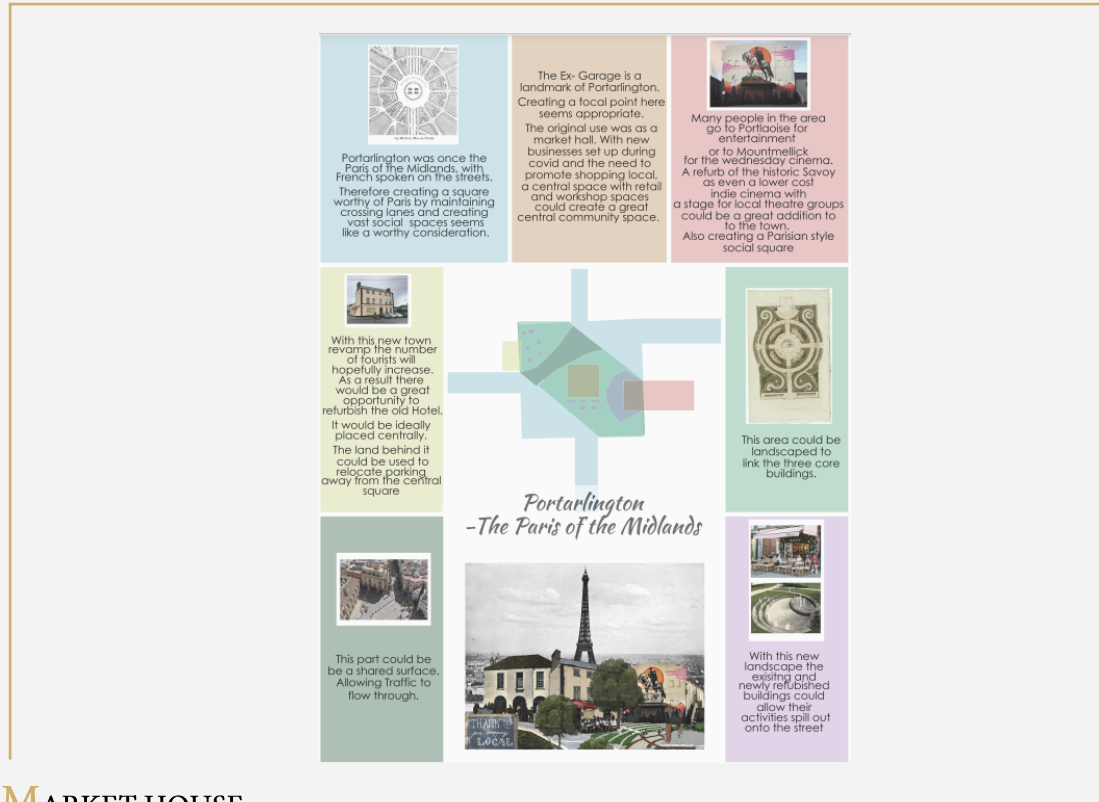 Portarlington was once the
Paris of the Midlands, with
French spoken on the streets.
Therefore creating a square
worthy of Paris by maintaining
crossing lanes and creating
vast social spaces seems
like a worthy consideration.
The Ex- Garage is a
landmark of Portarlington.
Creating a focal point here
seems appropriate.
The original use was as a
market hall. With new
businesses set up during
covid and the need to
promote shopping local,
a central space with retail
and workshop spaces
could create a great
central community space.
Many people in the area
go to Portlaoise for
entertainment
or to Mountmellick
for the wednesday cinema.
A refurb of the historic Savoy
as even a lower cost
indie cinema with
a stage for local theatre groups
could be a great addition to
to the town.
Also creating a Parisian style
social square
With this new town
revamp the number
of tourists will
hopefully increase.
As a result there
would be a great
opportunity to
refurbish the old Hotel.
It would be ideally
placed centrally.
The land behind it
could be used to
relocate parking
away from the central
square
This area could be
landscaped to
link the three core
buildings.
Portarlington
-The Paris of the Midlands
This part could be
be a shared surface.
Allowing Traffic to
flow through.
THANK
LOCAL
With this new
landscape the
exisitng and
newly refubished
buildings could
allow their
activities spill out
onto the street
MARKET HOUSE